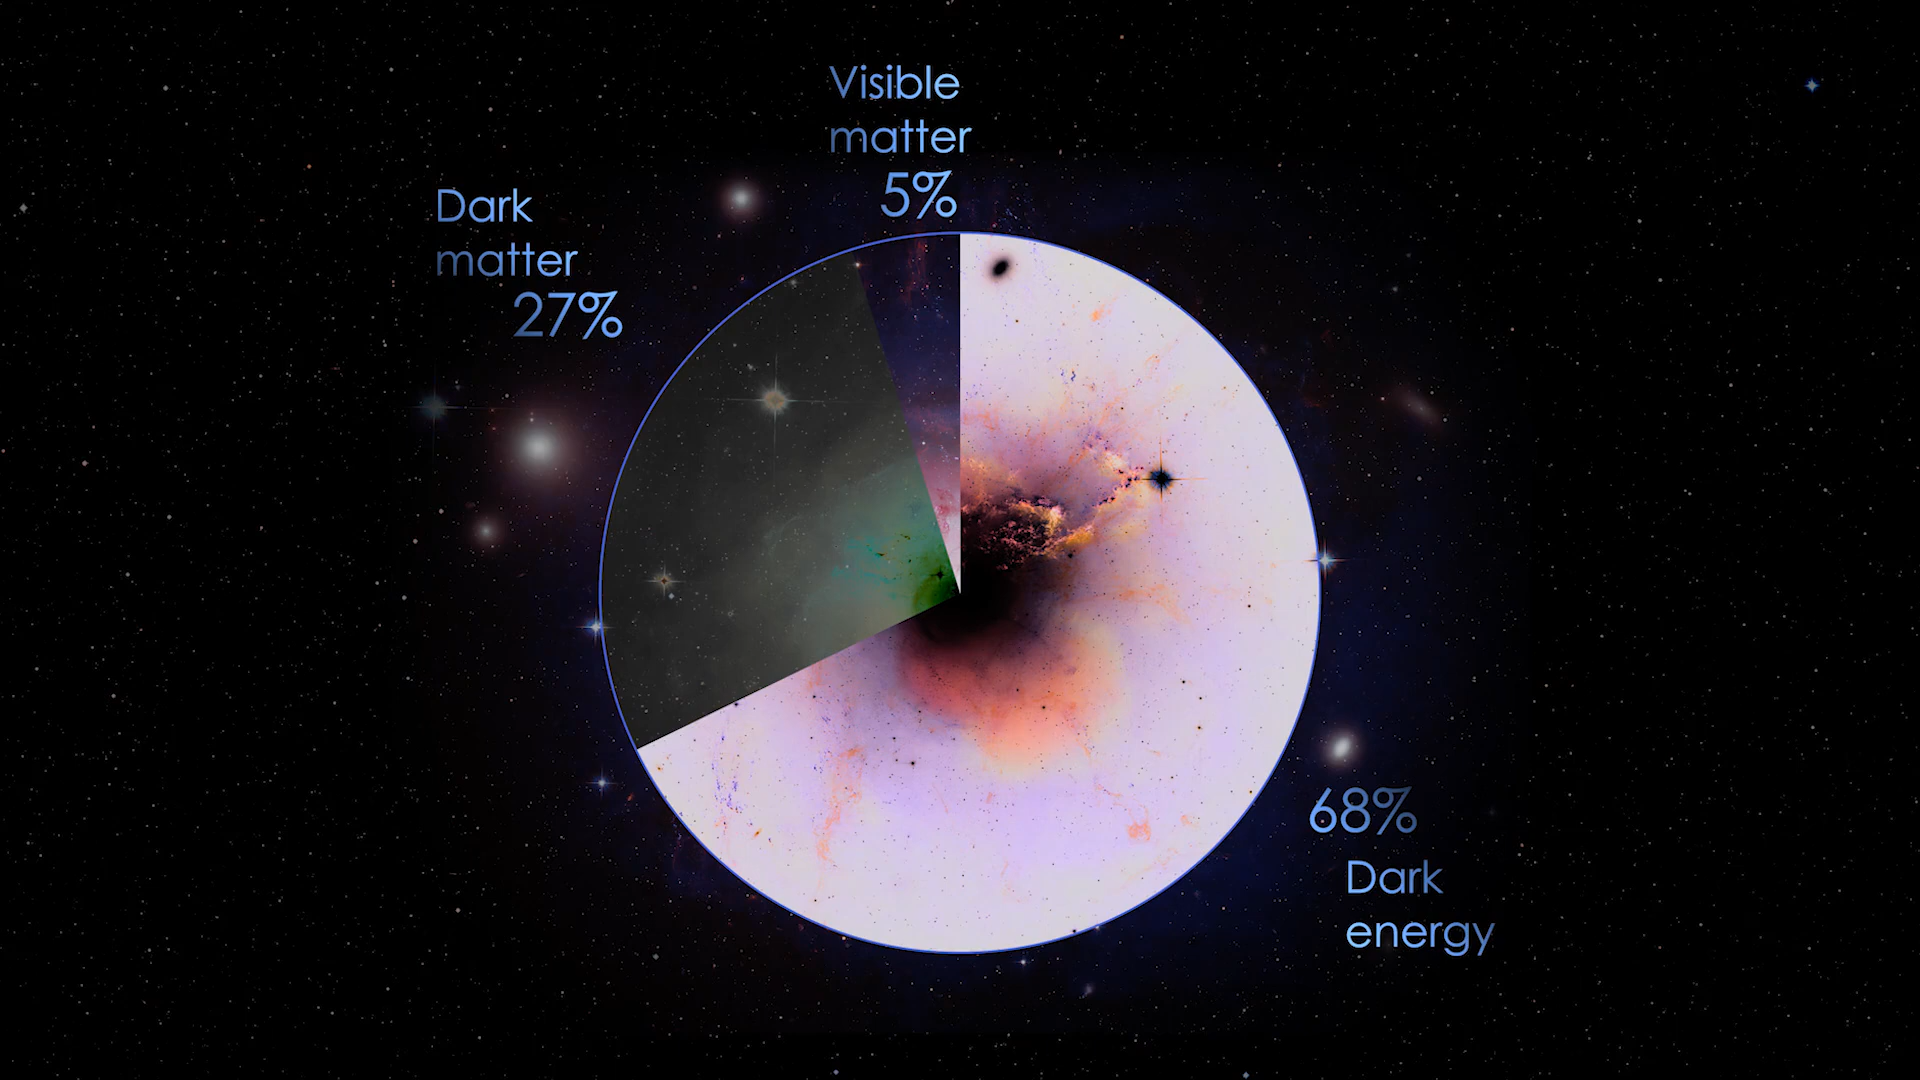 Visible
matter
5%
Dark
matter
27%
68%
Dark
energy